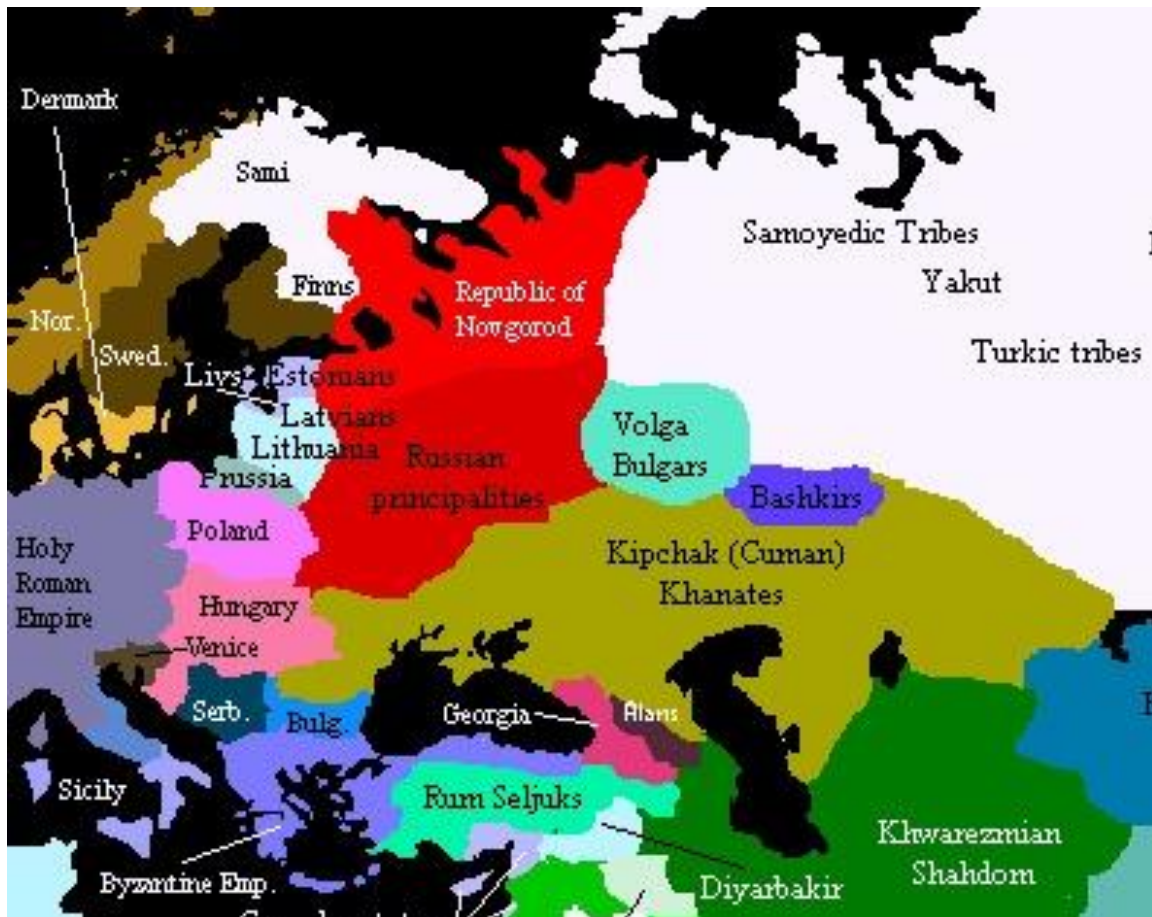 Denmark
Sami
Samoyedic Tribes
Yakut
Finns
Republic of
Novgorod
Nor.
Swed.
Turkic tribes
Livs
Estonians
Latvians
Lithuania
Volga
Bulgars
Russian
principalities
Prussia
Bashkirs
Poland
Holy
Roman
Empire
Kipchak (Cuman)
Khanates
Hungary
Venice
Serb.
Bulg.
Georgia
Alans
Sicily
Rum Seljuks
Khwarezmian
Shahdom
Byzantine Emp.
Diyarbakir